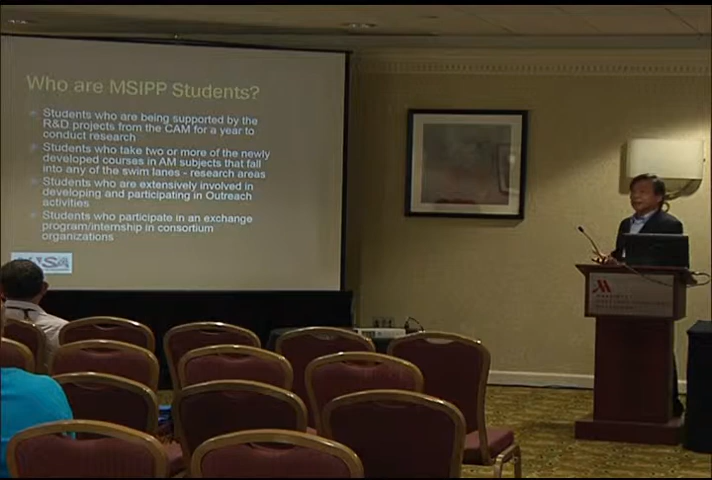 Who are MSIPP Students?
Students who are being supported by the
R&D projects from the CAM for a year to
conduct research
Students who take two or more of the newly
developed courses in AM subjects that fall
into any of the swim lanes - research areas
Students who are extensively involved in
developing and participating in Outreach
activities
Students who participate in an exchange
program/internship in consortium
organizations